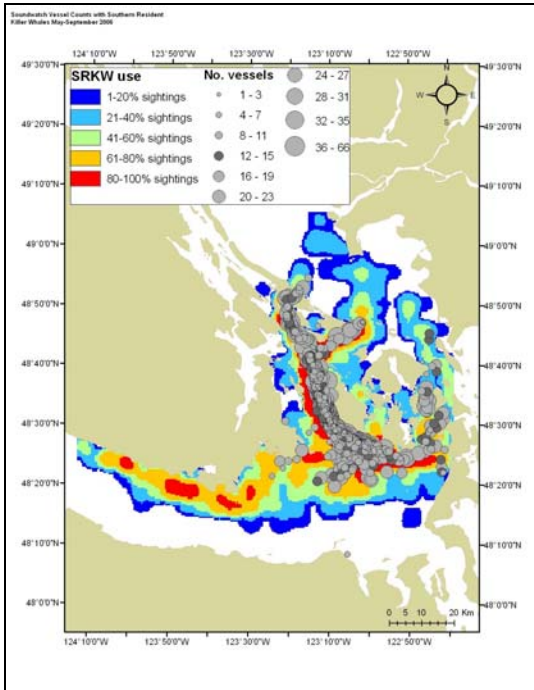 Soundwatch Vessel Counts with Southern Resident
Killer Whales May-September 2006
124°10'0"W 123°50'0"W 123°30'0"W 123°10'0"W 122°50'0"W
49°30'0"N 49°30'0"N
SRKW use No. vessels
1-20% sightings 1 - 3 24 - 27
21-40% sightings 4 - 7 28 - 31
41-60% sightings 8 - 11 32 - 35
61-80% sightings 12 - 15 36 - 66
80-100% sightings 16 - 19
20 - 23
N
W E
S
49°20'0"N 49°20'0"N
49°10'0"N 49°10'0"N
49°0'0"N 49°0'0"N
48°50'0"N 48°50'0"N
48°40'0"N 48°40'0"N
48°30'0"N 48°30'0"N
48°20'0"N 48°20'0"N
48°10'0"N 48°10'0"N
48°0'0"N 48°0'0"N
0 5 10 20 Km
124°10'0"W 123°50'0"W 123°30'0"W 123°10'0"W 122°50'0"W